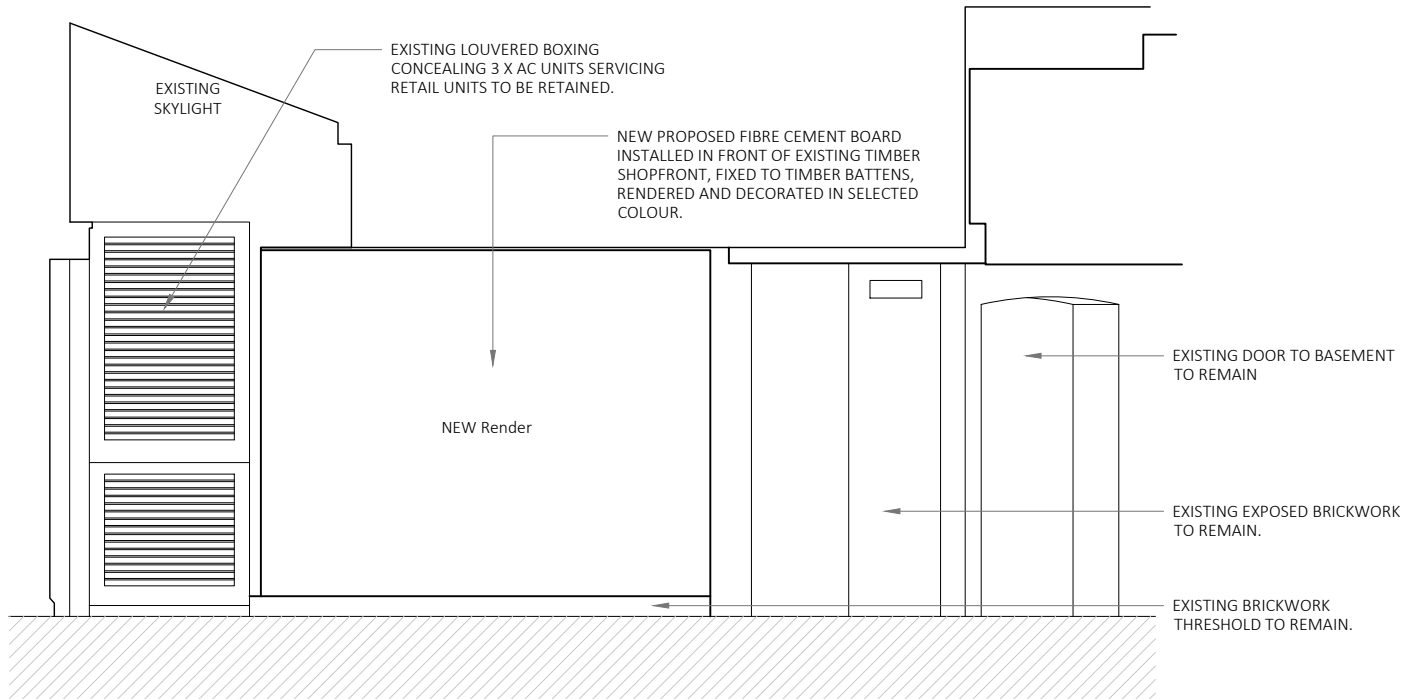 EXISTING LOUVERED BOXING
CONCEALING 3 X AC UNITS SERVICING
RETAIL UNITS TO BE RETAINED.
EXISTING
SKYLIGHT
NEW PROPOSED FIBRE CEMENT BOARD
INSTALLED IN FRONT OF EXISTING TIMBER
SHOPFRONT, FIXED TO TIMBER BATTENS,
RENDERED AND DECORATED IN SELECTED
COLOUR.
EXISTING DOOR TO BASEMENT
TO REMAIN
NEW Render
EXISTING EXPOSED BRICKWORK
TO REMAIN.
EXISTING BRICKWORK
THRESHOLD TO REMAIN.